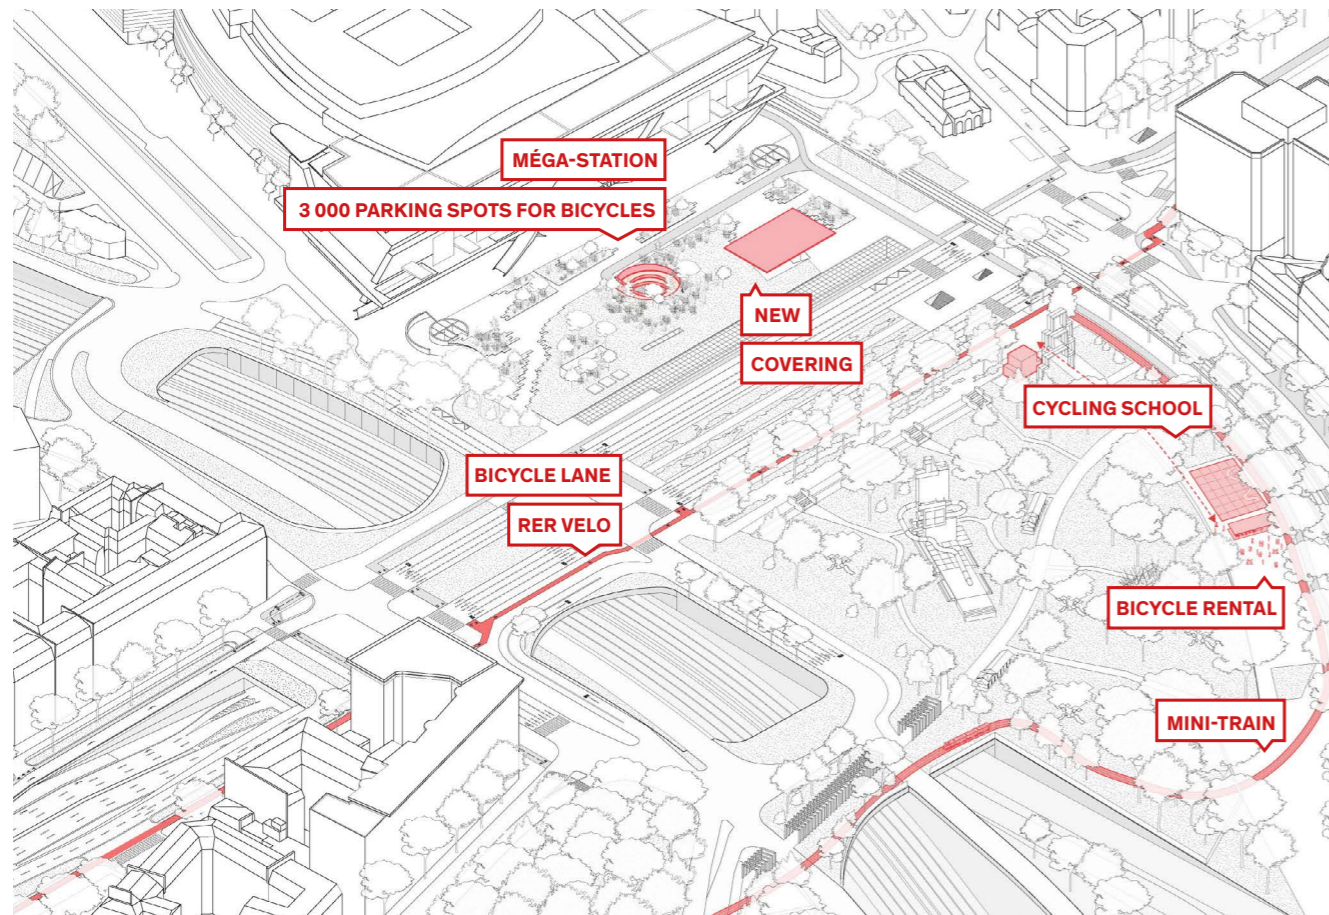 MÉGA-STATION
3 000 PARKING SPOTS FOR BICYCLES
NEW
COVERING
CYCLING SCHOOL
BICYCLE LANE
RER VELO
BICYCLE RENTAL
MINI-TRAIN